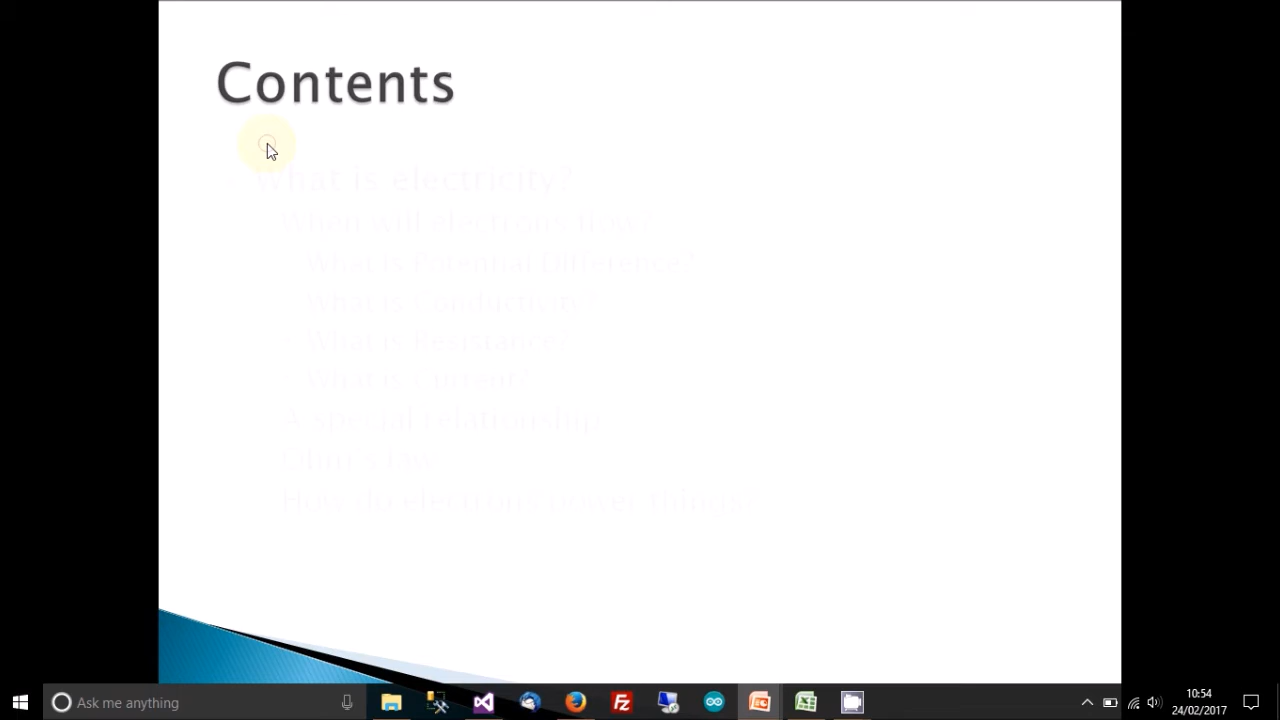 Contents
What is electricity?
When will electrons flow?
What is Potential Difference?
What is Conductivity?
What is Resistance?
What is Current?
A special relationship
Ohm's law
How do electrons power things?
Ask me anything
10:54
24/02/2017